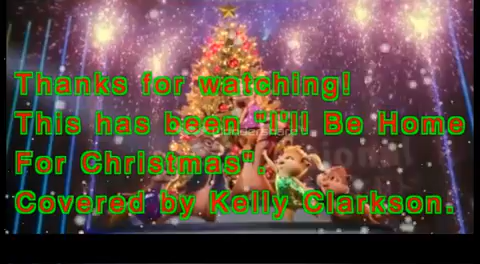 Thanks for watching!
This has been "I'll Be Home
For Christmas".
Covered by Kelly Clarkson.